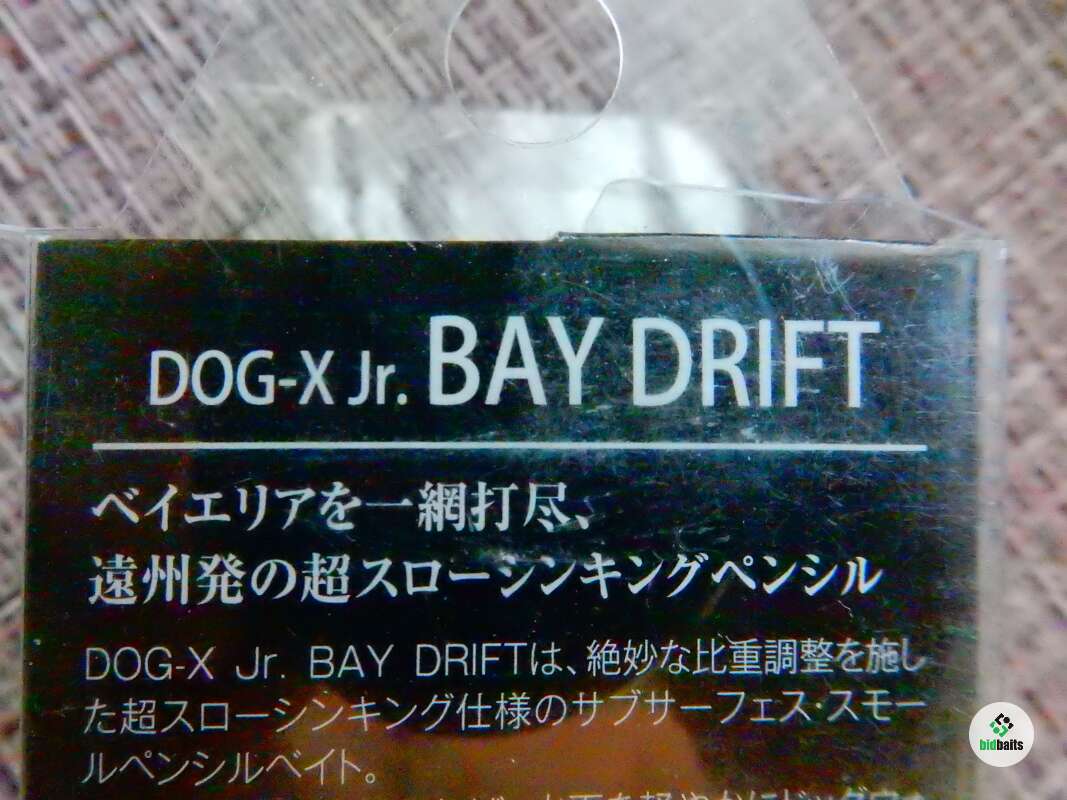 DOG-X Jr. BAY DRIFT
ベイエリアを一網打尽、
遠州発の超スローシンキングペンシル
DOG-X Jr. BAY DRIFTは、絶妙な比重調整を施し
た超スローシンキング仕様のサブサーフェス・スモー
ルペンシルベイト。
bidbaits